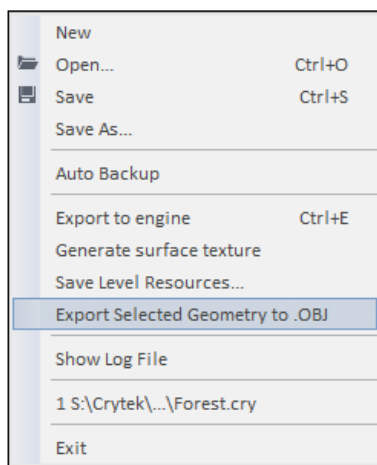 New
Open... Ctrl+O
Save Ctrl+S
Save As...
Auto Backup
Export to engine Ctrl+E
Generate surface texture
Save Level Resources...
Export Selected Geometry to .OBJ
Show Log File
1 S:\Crytek\...\Forest.cry
Exit